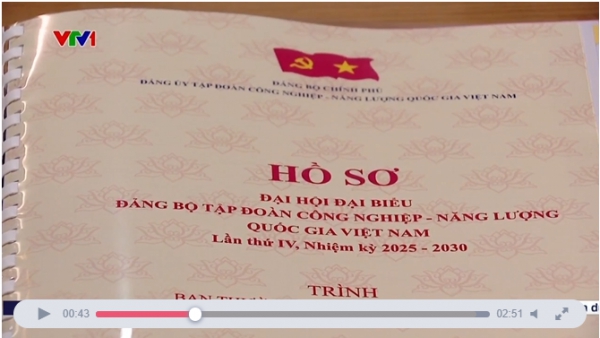 VTV1
ĐẢNG BỘ CHÍNH PHỦ
ĐẢNG ỦY TẬP ĐOÀN CÔNG NGHIỆP - NĂNG LƯỢNG QUỐC GIA VIỆT NAM
HỒ SƠ
ĐẠI HỘI ĐẠI BIỂU
ĐẢNG BỘ TẬP ĐOÀN CÔNG NGHIỆP - NĂNG LƯỢNG
QUỐC GIA VIỆT NAM
Lần thứ IV, Nhiệm kỳ 2025 - 2030
TRÌNH
00:43
02:51